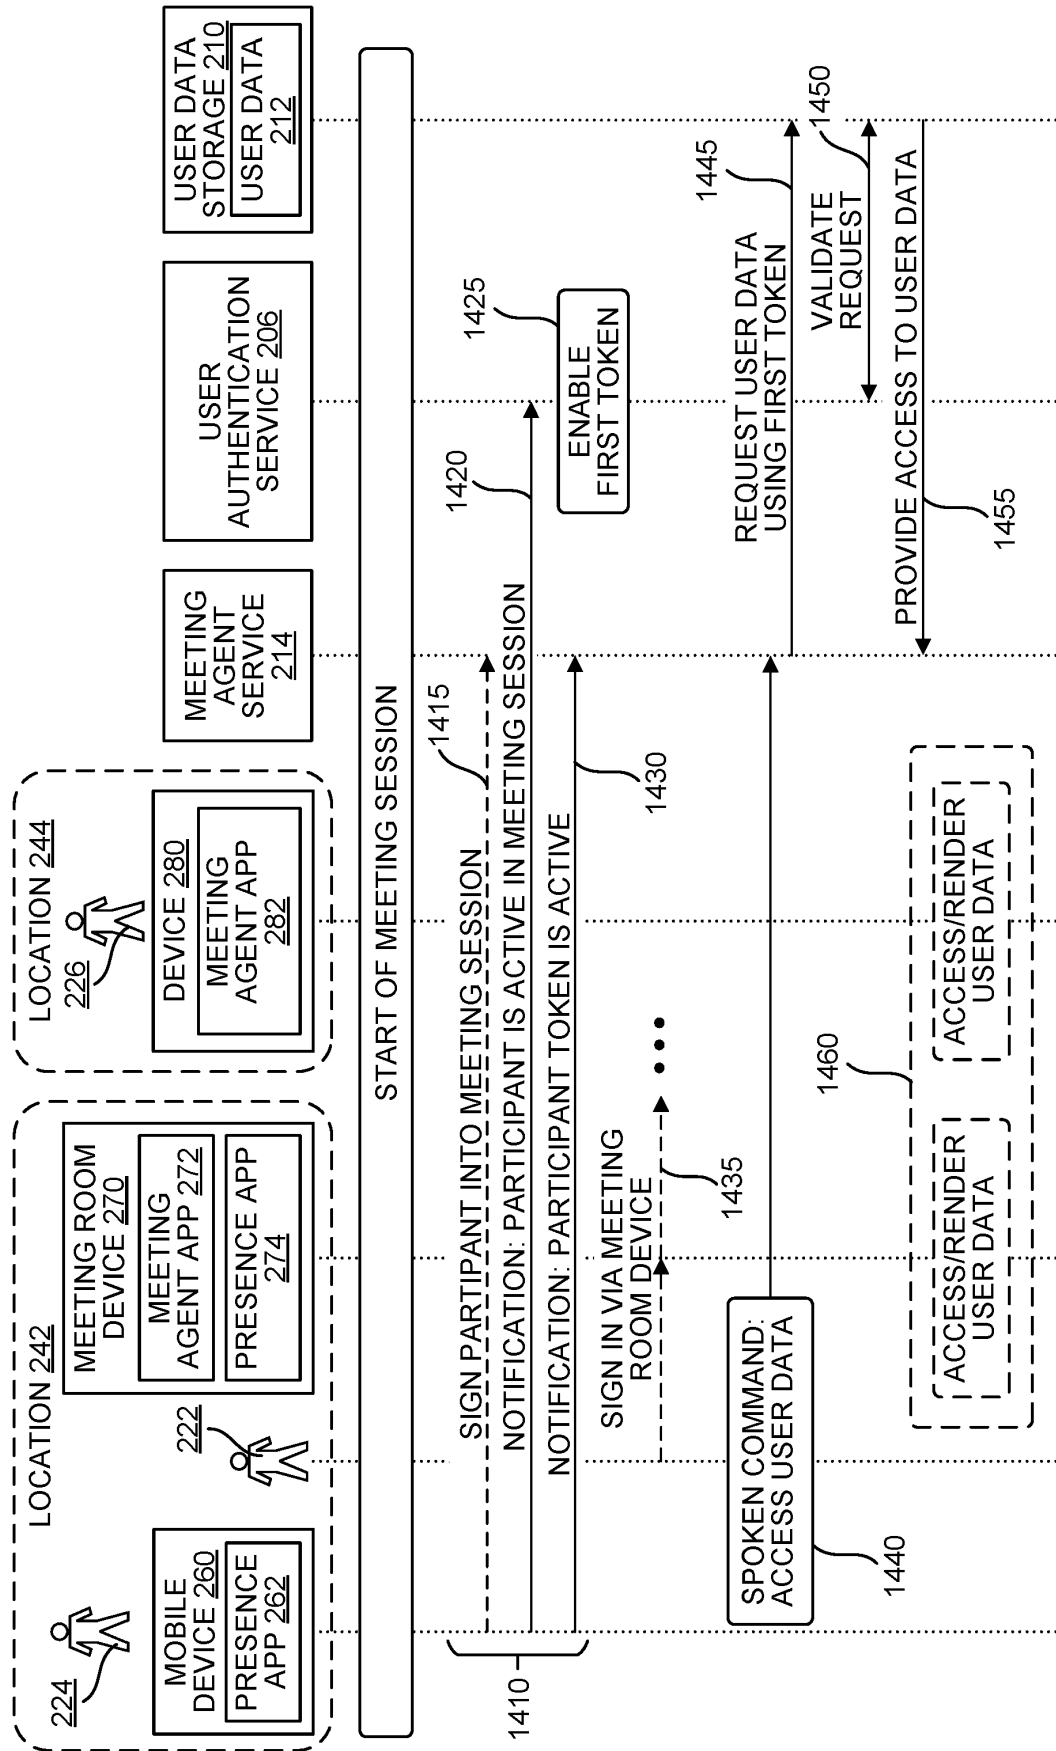 LOCATION 242
224
MOBILE
DEVICE 260
PRESENCE
APP 262
222
MEETING ROOM
DEVICE 270
MEETING
AGENT APP 272
PRESENCE APP
274
LOCATION 244
226
DEVICE 280
MEETING
AGENT APP
282
MEETING
AGENT
SERVICE
214
USER
AUTHENTICATION
SERVICE 206
USER DATA
STORAGE 210
USER DATA
212
START OF MEETING SESSION
1410
SIGN PARTIPANT INTO MEETING SESSION
1415
NOTIFICATION: PARTICIPANT IS ACTIVE IN MEETING SESSION
1420
ENABLE
FIRST TOKEN
1425
NOTIFICATION: PARTICIPANT TOKEN IS ACTIVE
1430
SIGN IN VIA MEETING
ROOM DEVICE
1435
SPOKEN COMMAND:
ACCESS USER DATA
1440
REQUEST USER DATA
USING FIRST TOKEN
1445
VALIDATE
REQUEST
1450
PROVIDE ACCESS TO USER DATA
1455
1460
ACCESS/RENDER
USER DATA
ACCESS/RENDER
USER DATA